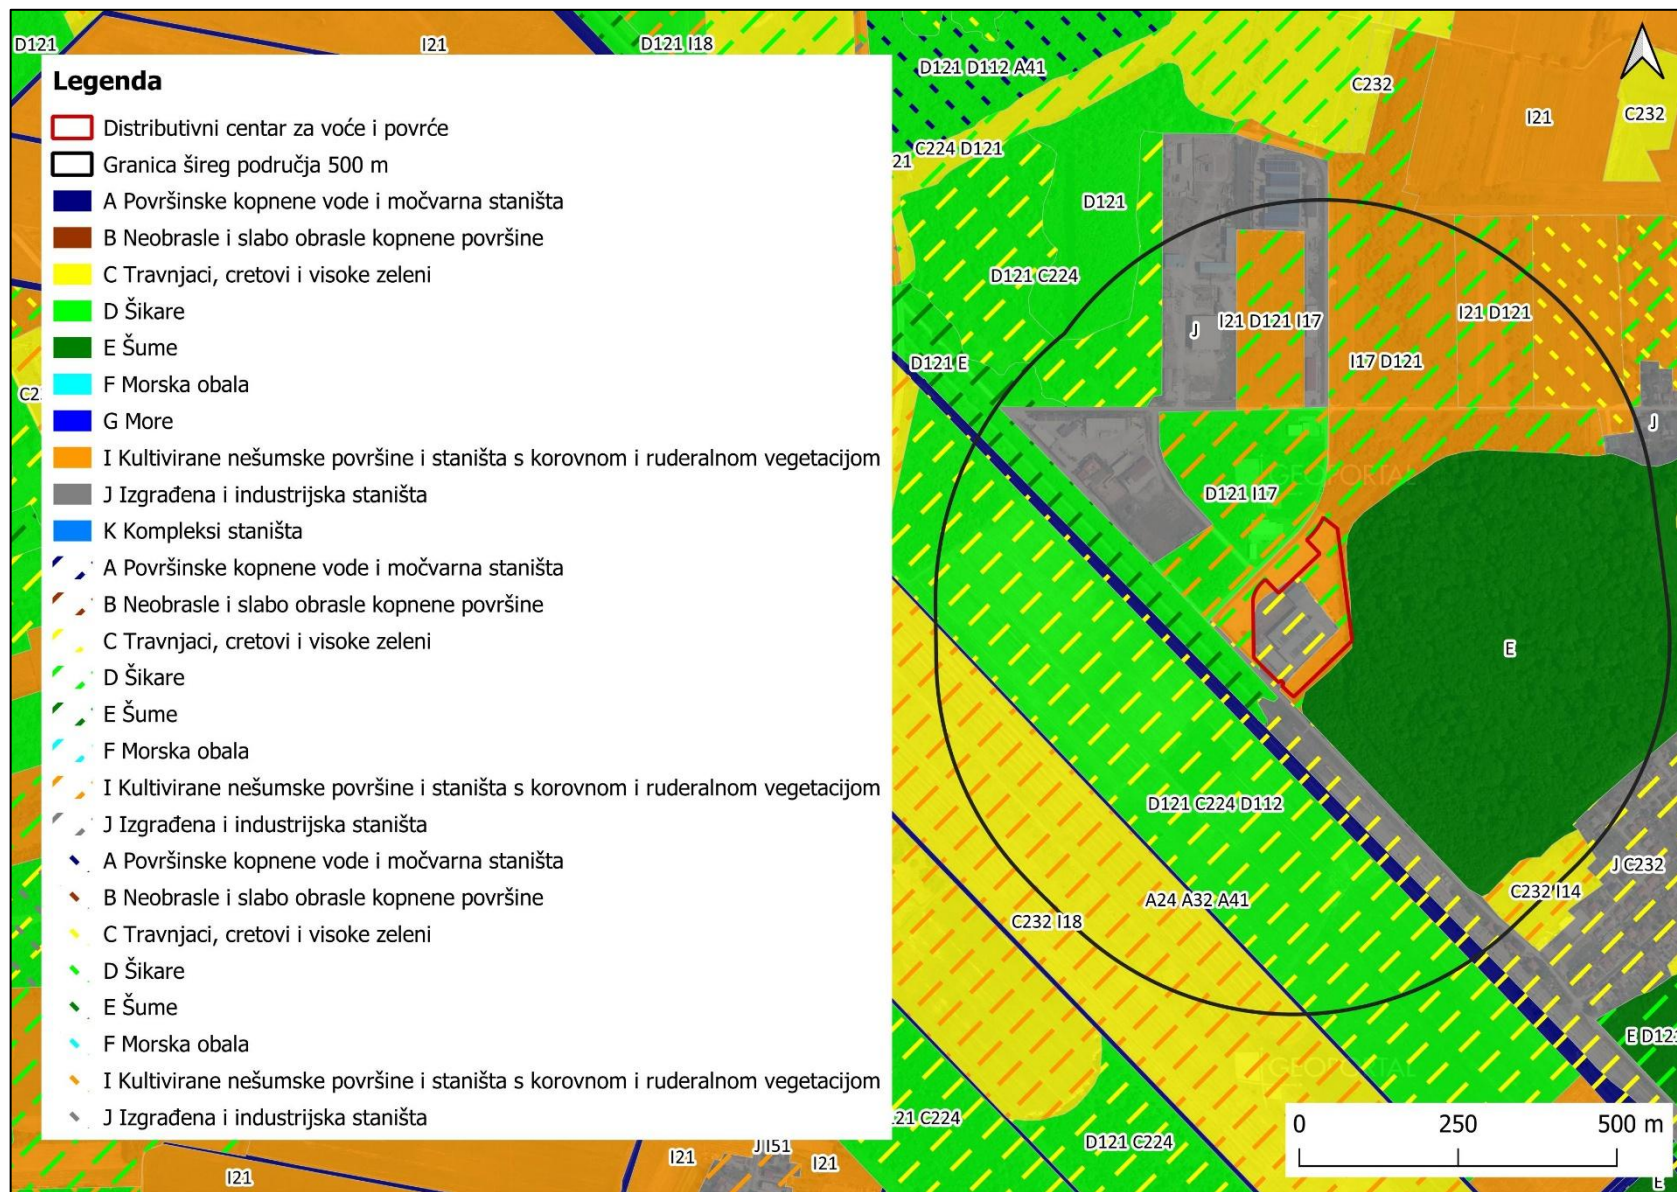 D121
I21
D121 I18
D121 D112 A41
C232
I21
C232
Legenda
Distributivni centar za voće i povrće
Granica šireg područja 500 m
A Površinske kopnene vode i močvarna staništa
B Neobrasle i slabo obrasle kopnene površine
C Travnjaci, cretovi i visoke zeleni
D Šikare
E Šume
F Morska obala
G More
I Kultivirane nešumske površine i staništa s korovnom i ruderalnom vegetacijom
J Izgrađena i industrijska staništa
K Kompleksi staništa
A Površinske kopnene vode i močvarna staništa
B Neobrasle i slabo obrasle kopnene površine
C Travnjaci, cretovi i visoke zeleni
D Šikare
E Šume
F Morska obala
I Kultivirane nešumske površine i staništa s korovnom i ruderalnom vegetacijom
J Izgrađena i industrijska staništa
A Površinske kopnene vode i močvarna staništa
B Neobrasle i slabo obrasle kopnene površine
C Travnjaci, cretovi i visoke zeleni
D Šikare
E Šume
F Morska obala
I Kultivirane nešumske površine i staništa s korovnom i ruderalnom vegetacijom
J Izgrađena i industrijska staništa
C224 D121
21
D121
D121 C224
I21 D121 I17
I21 D121
J
I17 D121
D121 E
J
GEOPORTAL
D121 I17
E
D121 C224 D112
J C232
C232 I14
A24 A32 A41
C232 I18
E D121
GEOPORTAL
21 C224
D121 C224
0 250 500 m
I21
J I51
I21
I21
E